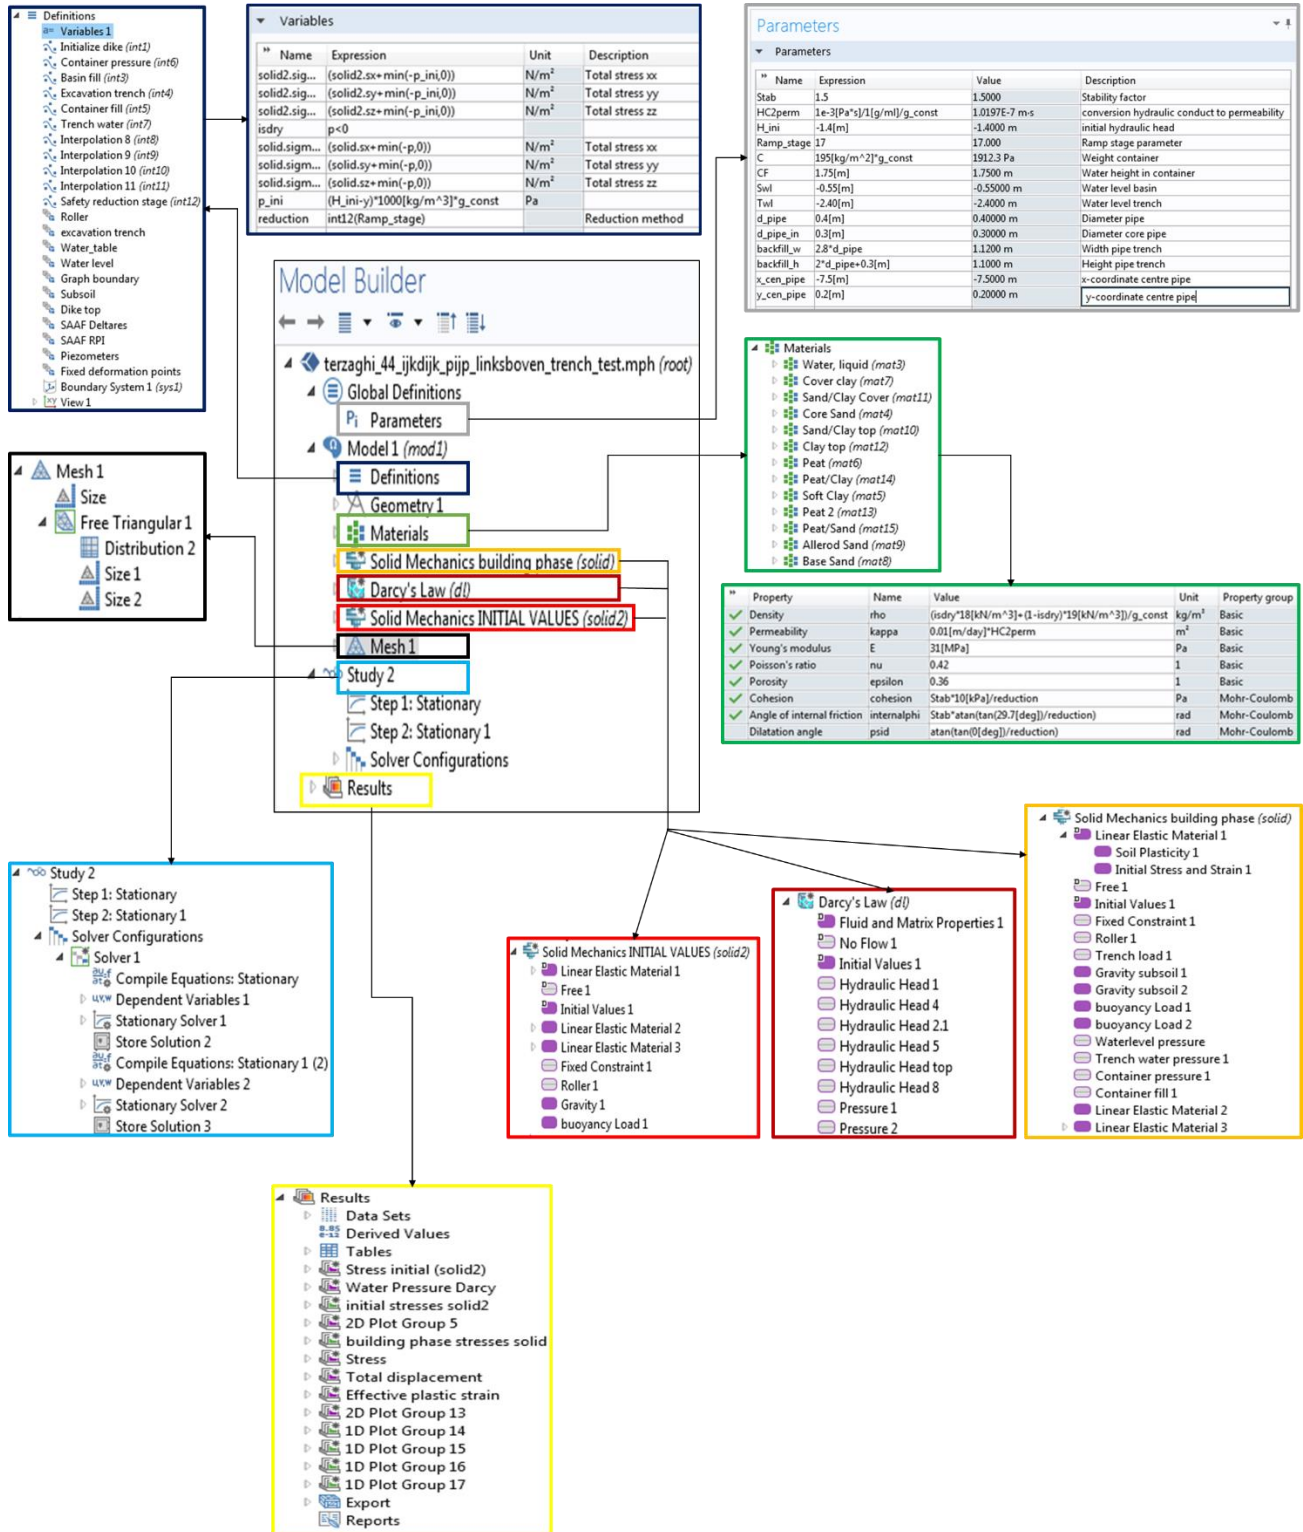 Definitions
a= Variables 1
Initialize dike (int1)
Container pressure (int6)
Basin fill (int3)
Excavation trench (int4)
Container fill (int5)
Trench water (int7)
Interpolation 8 (int8)
Interpolation 9 (int9)
Interpolation 10 (int10)
Interpolation 11 (int11)
Safety reduction stage (int12)
Roller
excavation trench
Water_table
Water level
Graph boundary
Subsoil
Dike top
SAAF Deltares
SAAF RPI
Piezometers
Fixed deformation points
Boundary System 1 (sys1)
View 1
Variables
Name Expression Unit Description
solid2.sig... (solid2.sx+min(-p_ini,0)) N/m² Total stress xx
solid2.sig... (solid2.sy+min(-p_ini,0)) N/m² Total stress yy
solid2.sig... (solid2.sz+min(-p_ini,0)) N/m² Total stress zz
isdry p<0
solid.sigm... (solid.sx+min(-p,0)) N/m² Total stress xx
solid.sigm... (solid.sy+min(-p,0)) N/m² Total stress yy
solid.sigm... (solid.sz+min(-p,0)) N/m² Total stress zz
p_ini (H_ini-y)*1000[kg/m^3]*g_const Pa
reduction int12(Ramp_stage) Reduction method
Parameters
Parameters
Name Expression Value Description
Stab 1.5 1.5000 Stability factor
HC2perm 1e-3[Pa*s]/1[g/ml]/g_const 1.0197E-7 m·s conversion hydraulic conduct to permeability
H_ini -1.4[m] -1.4000 m initial hydraulic head
Ramp_stage 17 17.000 Ramp stage parameter
C 195[kg/m^2]*g_const 1912.3 Pa Weight container
CF 1.75[m] 1.7500 m Water height in container
Swl -0.55[m] -0.55000 m Water level basin
Twl -2.40[m] -2.4000 m Water level trench
d_pipe 0.4[m] 0.40000 m Diameter pipe
d_pipe_in 0.3[m] 0.30000 m Diameter core pipe
backfill_w 2.8*d_pipe 1.1200 m Width pipe trench
backfill_h 2*d_pipe+0.3[m] 1.1000 m Height pipe trench
x_cen_pipe -7.5[m] -7.5000 m x-coordinate centre pipe
y_cen_pipe 0.2[m] 0.20000 m y-coordinate centre pipe
Model Builder
terzaghi_44_ijkdijk_pijp_linksboven_trench_test.mph (root)
Global Definitions
Pi Parameters
Model 1 (mod1)
Definitions
Geometry 1
Materials
Solid Mechanics building phase (solid)
Darcy's Law (dl)
Solid Mechanics INITIAL VALUES (solid2)
Mesh 1
Study 2
Step 1: Stationary
Step 2: Stationary 1
Solver Configurations
Results
Mesh 1
Size
Free Triangular 1
Distribution 2
Size 1
Size 2
Materials
Water, liquid (mat3)
Cover clay (mat7)
Sand/Clay Cover (mat11)
Core Sand (mat4)
Sand/Clay top (mat10)
Clay top (mat12)
Peat (mat6)
Peat/Clay (mat14)
Soft Clay (mat5)
Peat 2 (mat13)
Peat/Sand (mat15)
Allerod Sand (mat9)
Base Sand (mat8)
Property Name Value Unit Property group
Density rho (isdry*18[kN/m^3]+(1-isdry)*19[kN/m^3])/g_const kg/m³ Basic
Permeability kappa 0.01[m/day]*HC2perm m² Basic
Young's modulus E 31[MPa] Pa Basic
Poisson's ratio nu 0.42 1 Basic
Porosity epsilon 0.36 1 Basic
Cohesion cohesion Stab*10[kPa]/reduction Pa Mohr-Coulomb
Angle of internal friction internalphi Stab*atan(tan(29.7[deg])/reduction) rad Mohr-Coulomb
Dilatation angle psid atan(tan(0[deg])/reduction) rad Mohr-Coulomb
Study 2
Step 1: Stationary
Step 2: Stationary 1
Solver Configurations
Solver 1
Compile Equations: Stationary
Dependent Variables 1
Stationary Solver 1
Store Solution 2
Compile Equations: Stationary 1 (2)
Dependent Variables 2
Stationary Solver 2
Store Solution 3
Solid Mechanics INITIAL VALUES (solid2)
Linear Elastic Material 1
Free 1
Initial Values 1
Linear Elastic Material 2
Linear Elastic Material 3
Fixed Constraint 1
Roller 1
Gravity 1
buoyancy Load 1
Darcy's Law (dl)
Fluid and Matrix Properties 1
No Flow 1
Initial Values 1
Hydraulic Head 1
Hydraulic Head 4
Hydraulic Head 2.1
Hydraulic Head 5
Hydraulic Head top
Hydraulic Head 8
Pressure 1
Pressure 2
Solid Mechanics building phase (solid)
Linear Elastic Material 1
Soil Plasticity 1
Initial Stress and Strain 1
Free 1
Initial Values 1
Fixed Constraint 1
Roller 1
Trench load 1
Gravity subsoil 1
Gravity subsoil 2
buoyancy Load 1
buoyancy Load 2
Waterlevel pressure
Trench water pressure 1
Container pressure 1
Container fill 1
Linear Elastic Material 2
Linear Elastic Material 3
Results
Data Sets
Derived Values
Tables
Stress initial (solid2)
Water Pressure Darcy
initial stresses solid2
2D Plot Group 5
building phase stresses solid
Stress
Total displacement
Effective plastic strain
2D Plot Group 13
1D Plot Group 14
1D Plot Group 15
1D Plot Group 16
1D Plot Group 17
Export
Reports